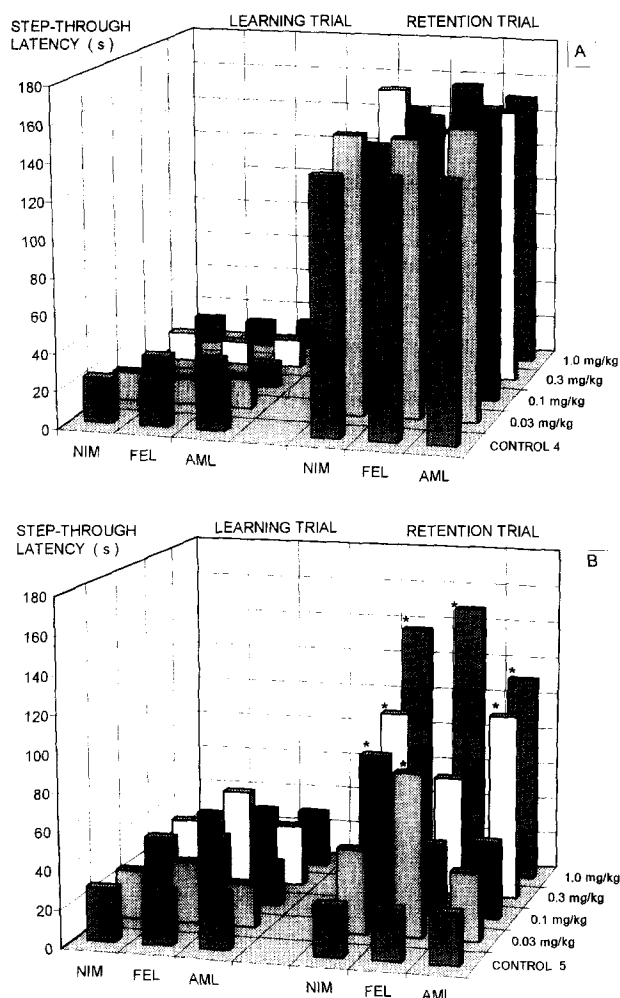 STEP-THROUGH
LATENCY ( s )
LEARNING TRIAL
RETENTION TRIAL
A
180
160
140
120
100
80
60
40
20
0
NIM
FEL
AML
NIM
FEL
AML
1.0 mg/kg
0.3 mg/kg
0.1 mg/kg
0.03 mg/kg
CONTROL 4
STEP-THROUGH
LATENCY ( s )
LEARNING TRIAL
RETENTION TRIAL
B
180
160
140
120
100
80
60
40
20
0
*
*
*
*
*
*
*
NIM
FEL
AML
NIM
FEL
AML
1.0 mg/kg
0.3 mg/kg
0.1 mg/kg
0.03 mg/kg
CONTROL 5